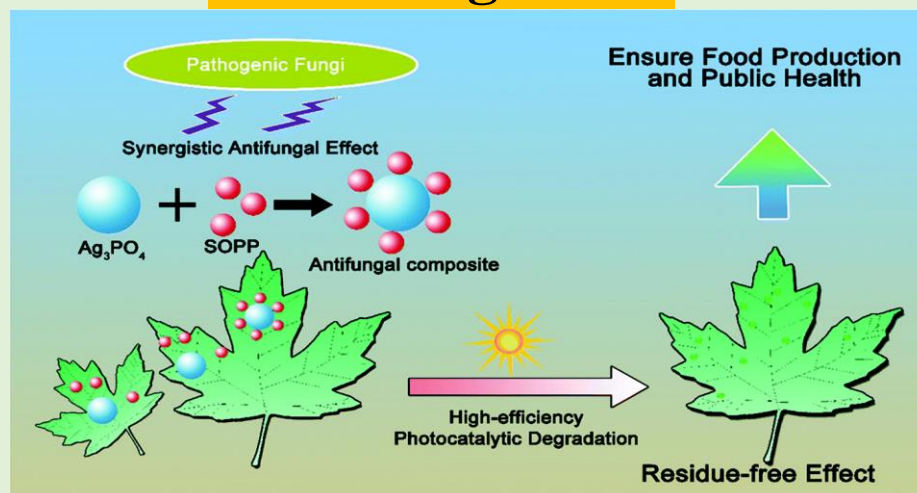 Pathogenic Fungi
Ensure Food Production
and Public Health
Synergistic Antifungal Effect
Ag₃PO₄
SOPP
Antifungal composite
High-efficiency
Photocatalytic Degradation
Residue-free Effect